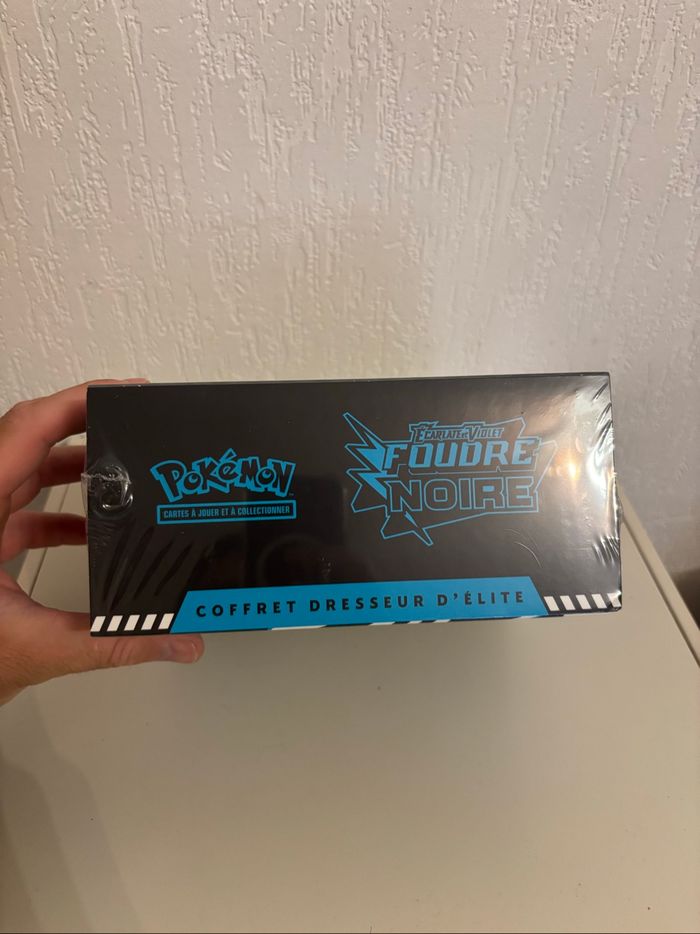 POKÉMON
CARTES À JOUER ET À COLLECTIONNER
ÉCARLATE ET VIOLET
FOUDRE
NOIRE
COFFRET DRESSEUR D'ÉLITE